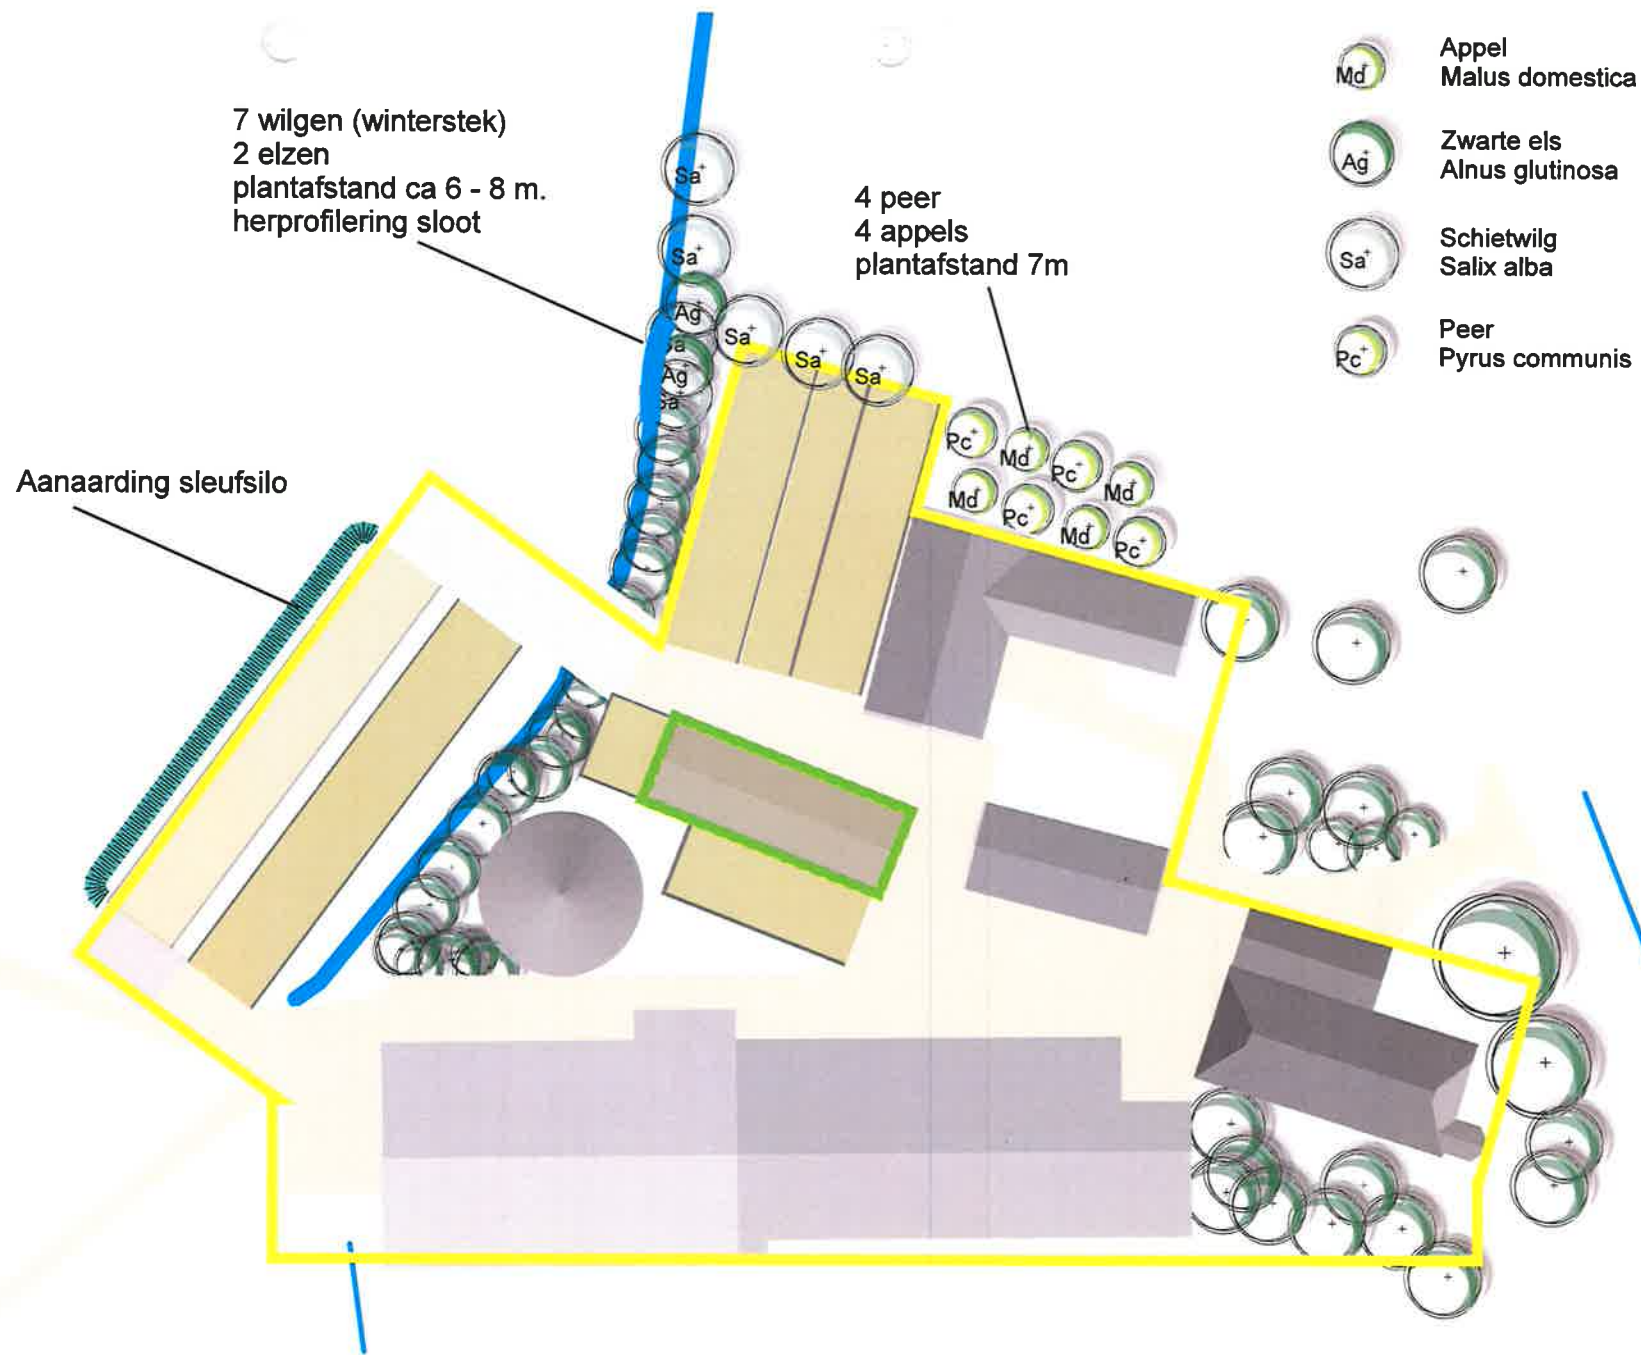 7 wilgen (winterstek)
2 elzen
plantafstand ca 6 - 8 m.
herprofilering sloot
4 peer
4 appels
plantafstand 7m
Aanaarding sleufsilo
Md
Appel
Malus domestica
Ag
Zwarte els
Alnus glutinosa
Sa
Schietwilg
Salix alba
Pc
Peer
Pyrus communis
Sa
Sa
Ag
Sa
Sa
Sa
Sa
Ag
Sa
Pc
Md
Pc
Md
Md
Pc
Md
Pc